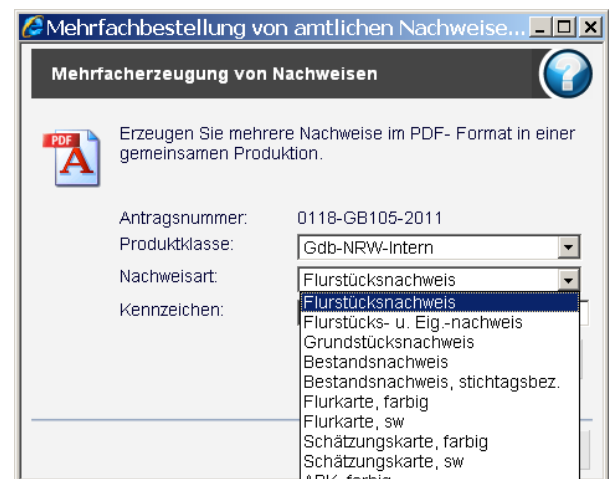 Mehrfachbestellung von amtlichen Nachweise...
Mehrfacherzeugung von Nachweisen
PDF
Erzeugen Sie mehrere Nachweise im PDF- Format in einer
gemeinsamen Produktion.
Antragsnummer: 0118-GB105-2011
Produktklasse: Gdb-NRW-Intern
Nachweisart: Flurstücksnachweis
Kennzeichen:
Flurstücksnachweis
Flurstücks- u. Eig.-nachweis
Grundstücksnachweis
Bestandsnachweis
Bestandsnachweis, stichtagsbez.
Flurkarte, farbig
Flurkarte, sw
Schätzungskarte, farbig
Schätzungskarte, sw